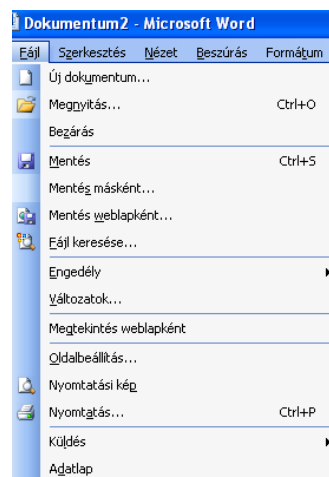 Dokumentum2 - Microsoft Word
Fájl Szerkesztés Nézet Beszúrás Formátum
Új dokumentum...
Megnyitás... Ctrl+O
Bezárás
Mentés Ctrl+S
Mentés másként...
Mentés weblapként...
Fájl keresése...
Engedély
Változatok...
Megtekintés weblapként
Oldalbeállítás...
Nyomtatási kép
Nyomtatás... Ctrl+P
Küldés
Adatlap